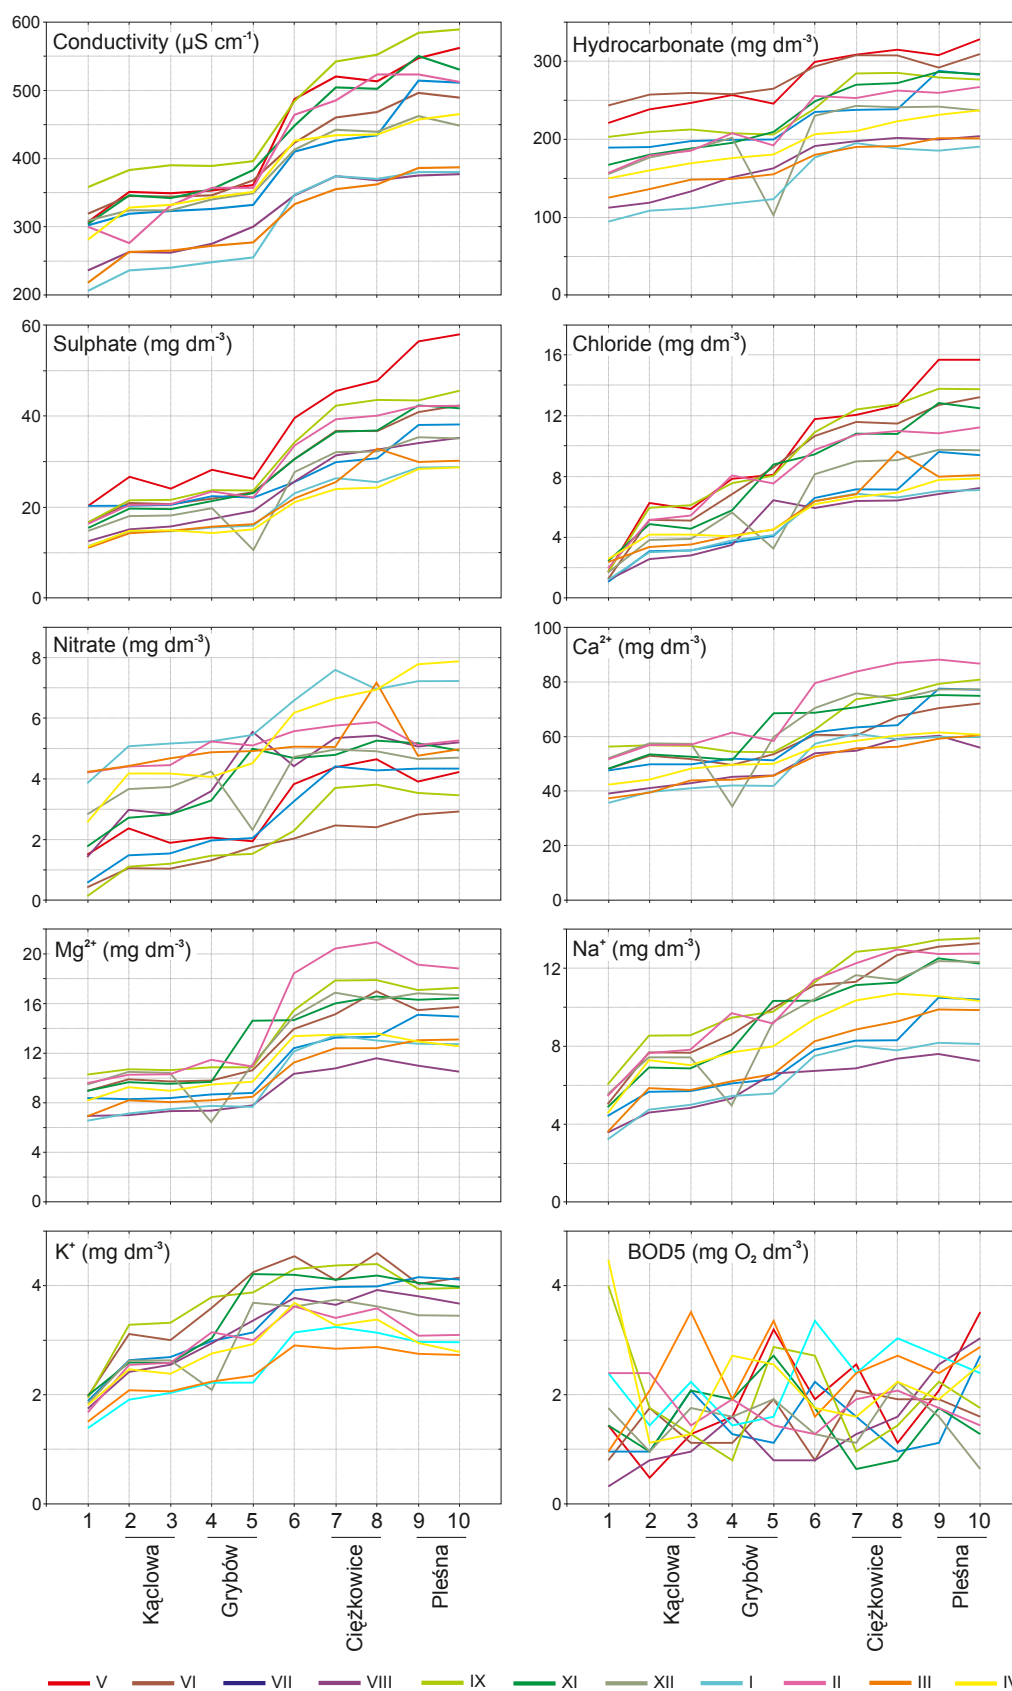 Conductivity (µS cm⁻¹)
600
500
400
300
200
Hydrocarbonate (mg dm⁻³)
300
200
100
0
Sulphate (mg dm⁻³)
60
40
20
0
Chloride (mg dm⁻³)
16
12
8
4
0
Nitrate (mg dm⁻³)
8
6
4
2
0
Ca²⁺ (mg dm⁻³)
100
80
60
40
20
0
Mg²⁺ (mg dm⁻³)
20
16
12
8
4
0
Na⁺ (mg dm⁻³)
12
8
4
0
K⁺ (mg dm⁻³)
4
2
0
BOD5 (mg O₂ dm⁻³)
4
2
0
1 2 3 4 5 6 7 8 9 10
Kąclowa
Grybów
Ciężkowice
Pleśna
1 2 3 4 5 6 7 8 9 10
Kąclowa
Grybów
Ciężkowice
Pleśna
V VI VII VIII IX XI XII I II III IV